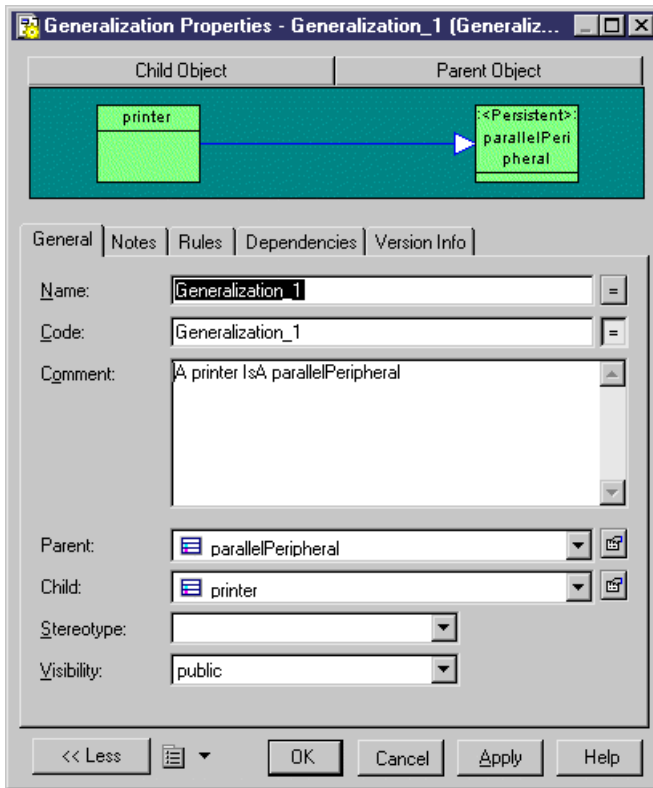 Generalization Properties - Generalization_1 (Generaliz...
Child Object
Parent Object
printer
:<Persistent>:
parallelPeri
pheral
General
Notes
Rules
Dependencies
Version Info
Name:
Generalization_1
=
Code:
Generalization_1
=
Comment:
A printer IsA parallelPeripheral
Parent:
parallelPeripheral
Child:
printer
Stereotype:
Visibility:
public
<< Less
OK
Cancel
Apply
Help